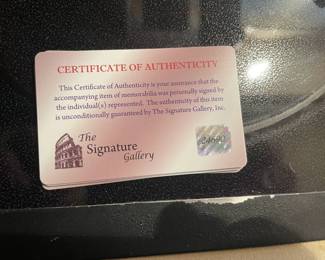 CERTIFICATE OF AUTHENTICITY
This Certificate of Authenticity is your assurance that the
accompanying item of memorabilia was personally signed by
the individual(s) represented. The authenticity of this item
is unconditionally guaranteed by The Signature Gallery, Inc.
The
Signature
Gallery